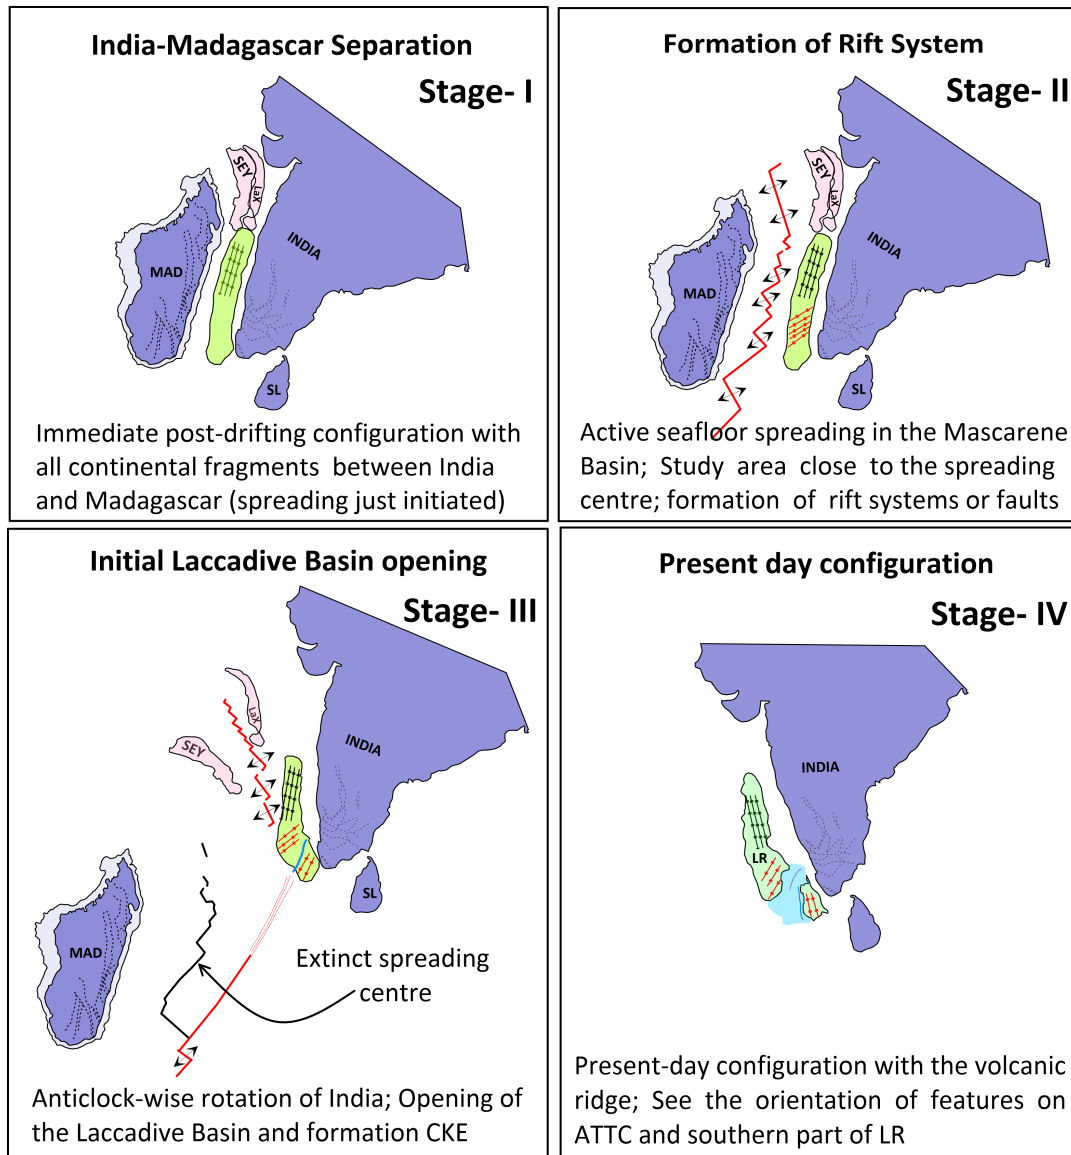 India-Madagascar Separation
Stage- I
SEY
LaX
INDIA
MAD
SL
Immediate post-drifting configuration with
all continental fragments between India
and Madagascar (spreading just initiated)
Formation of Rift System
Stage- II
SEY
LaX
INDIA
MAD
SL
Active seafloor spreading in the Mascarene
Basin; Study area close to the spreading
centre; formation of rift systems or faults
Initial Laccadive Basin opening
Stage- III
LaX
SEY
INDIA
SL
MAD
Extinct spreading
centre
Anticlock-wise rotation of India; Opening of
the Laccadive Basin and formation CKE
Present day configuration
Stage- IV
INDIA
LR
Present-day configuration with the volcanic
ridge; See the orientation of features on
ATTC and southern part of LR